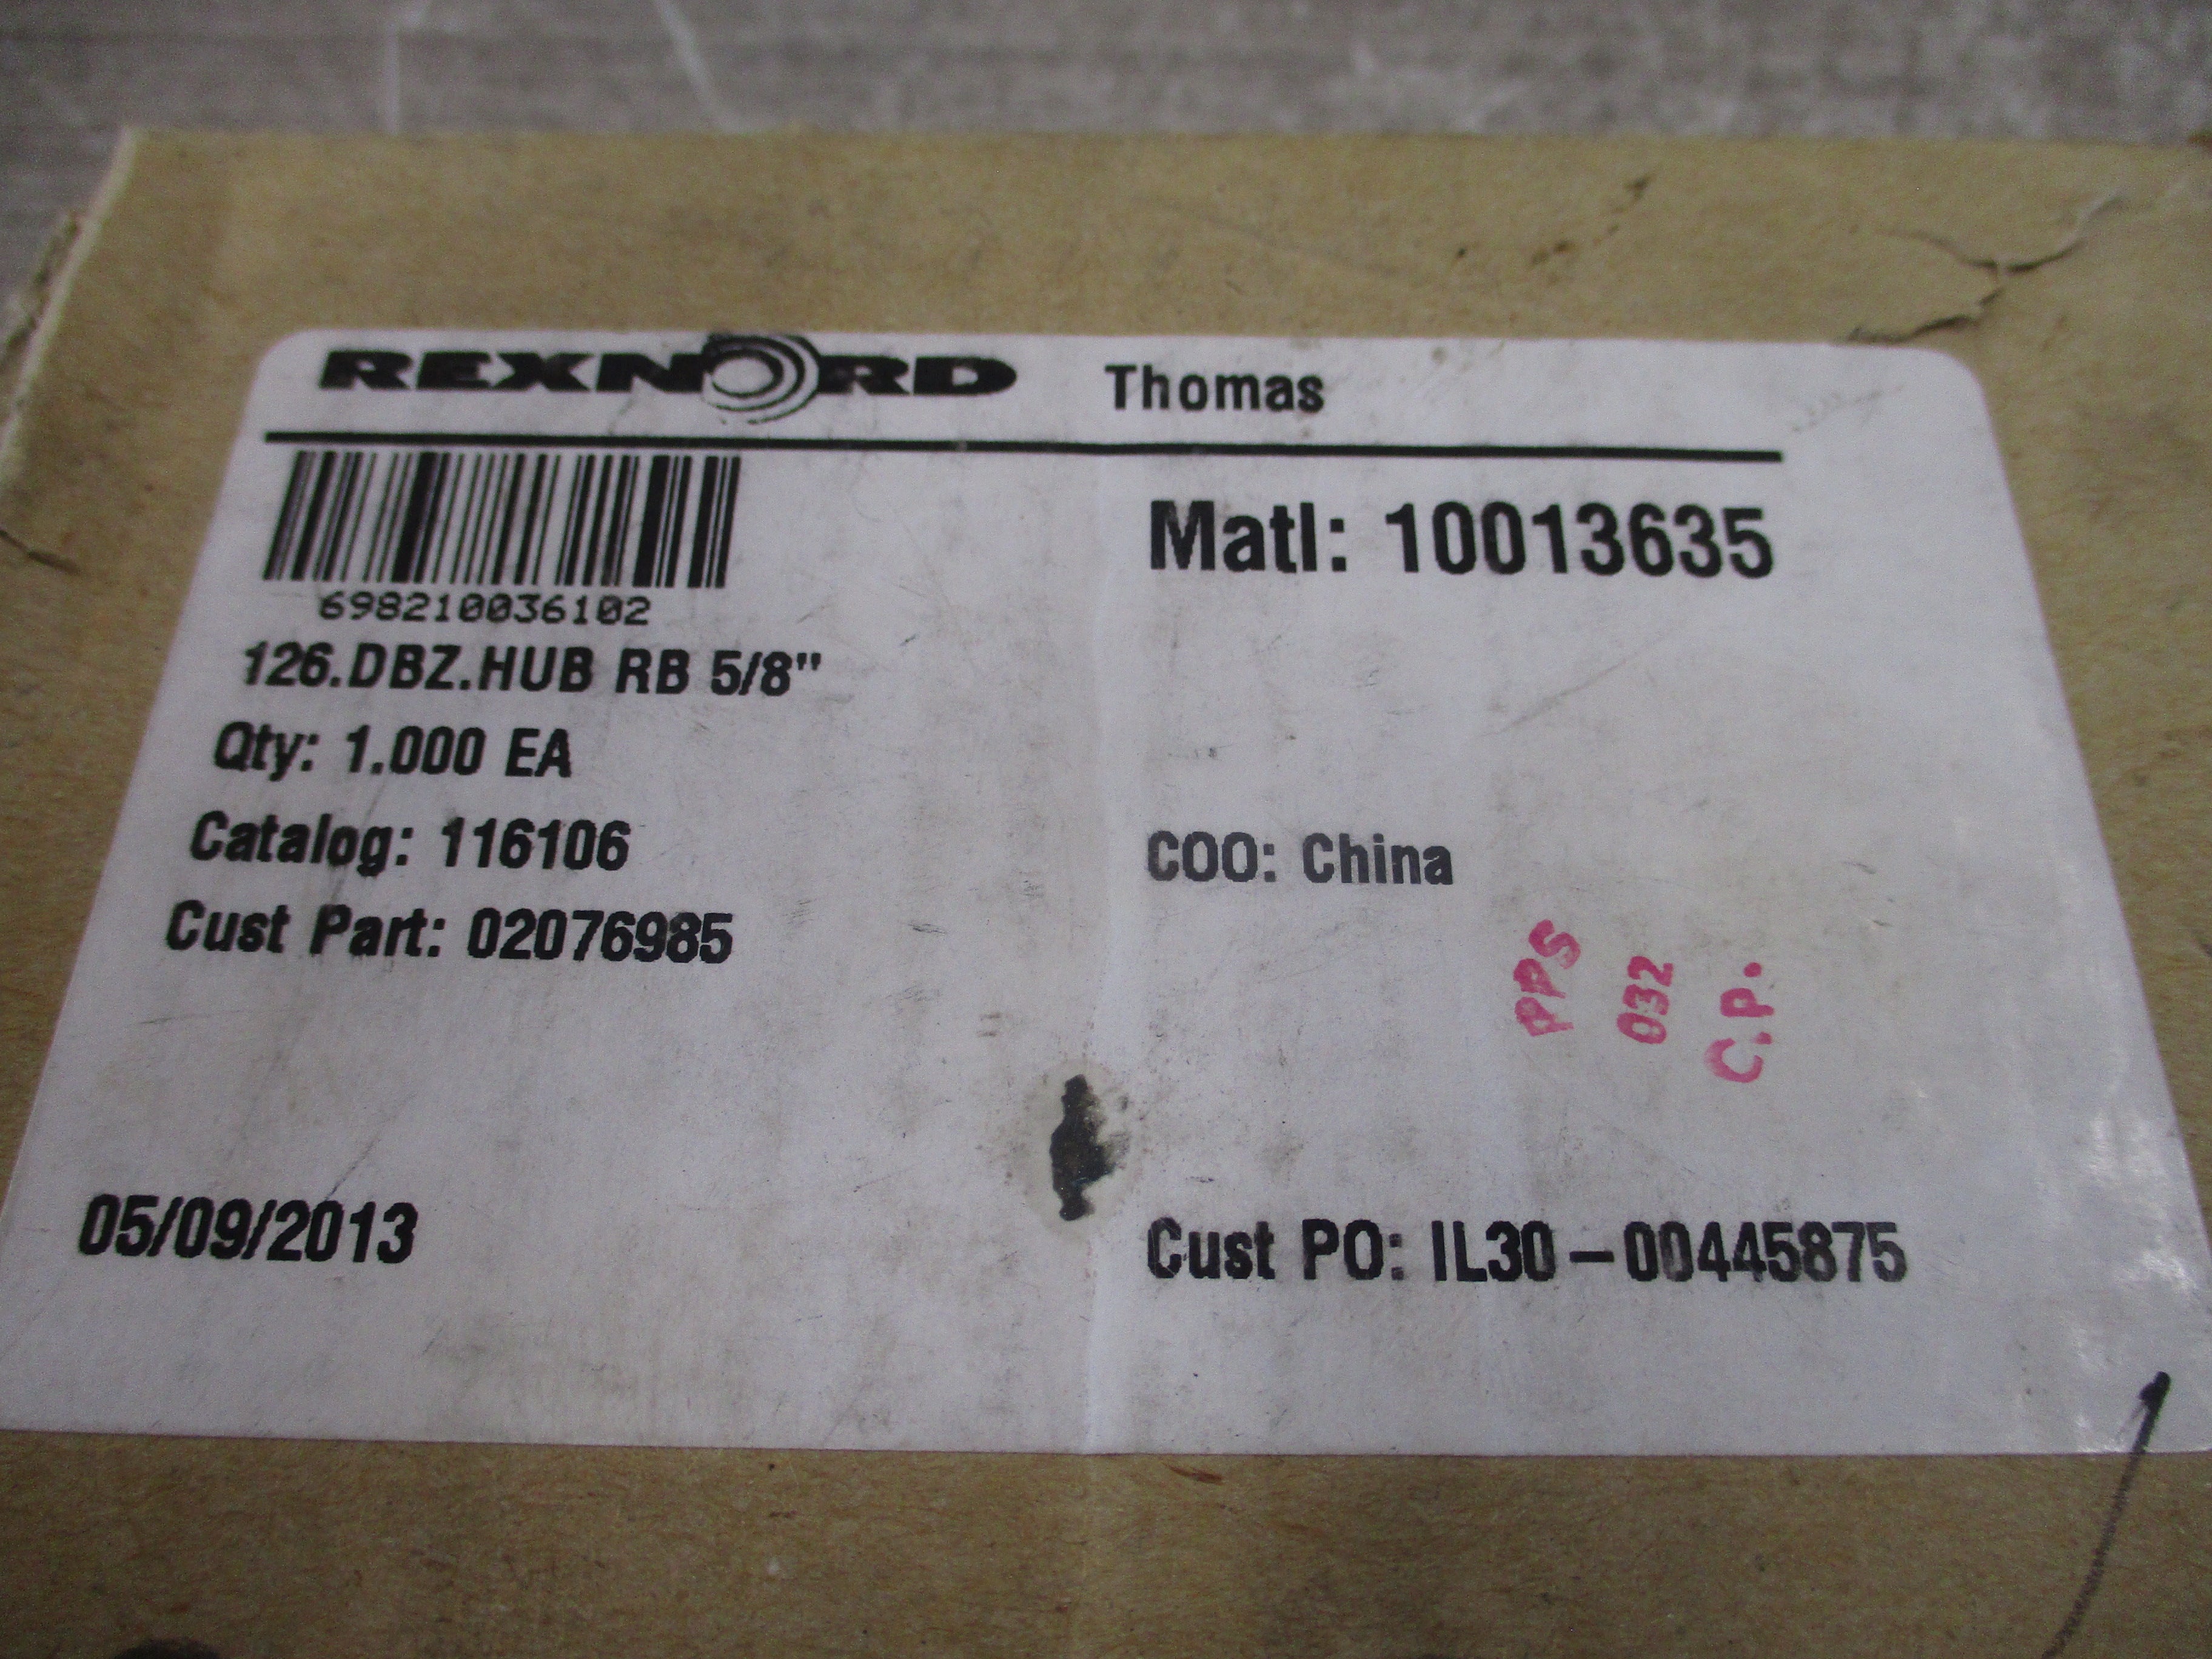 REXNORD Thomas
698210036102
Matl: 10013635
126.DBZ.HUB RB 5/8"
Qty: 1.000 EA
Catalog: 116106
COO: China
Cust Part: 02076985
PPS
032
C.P.
05/09/2013
Cust PO: IL30-00445875